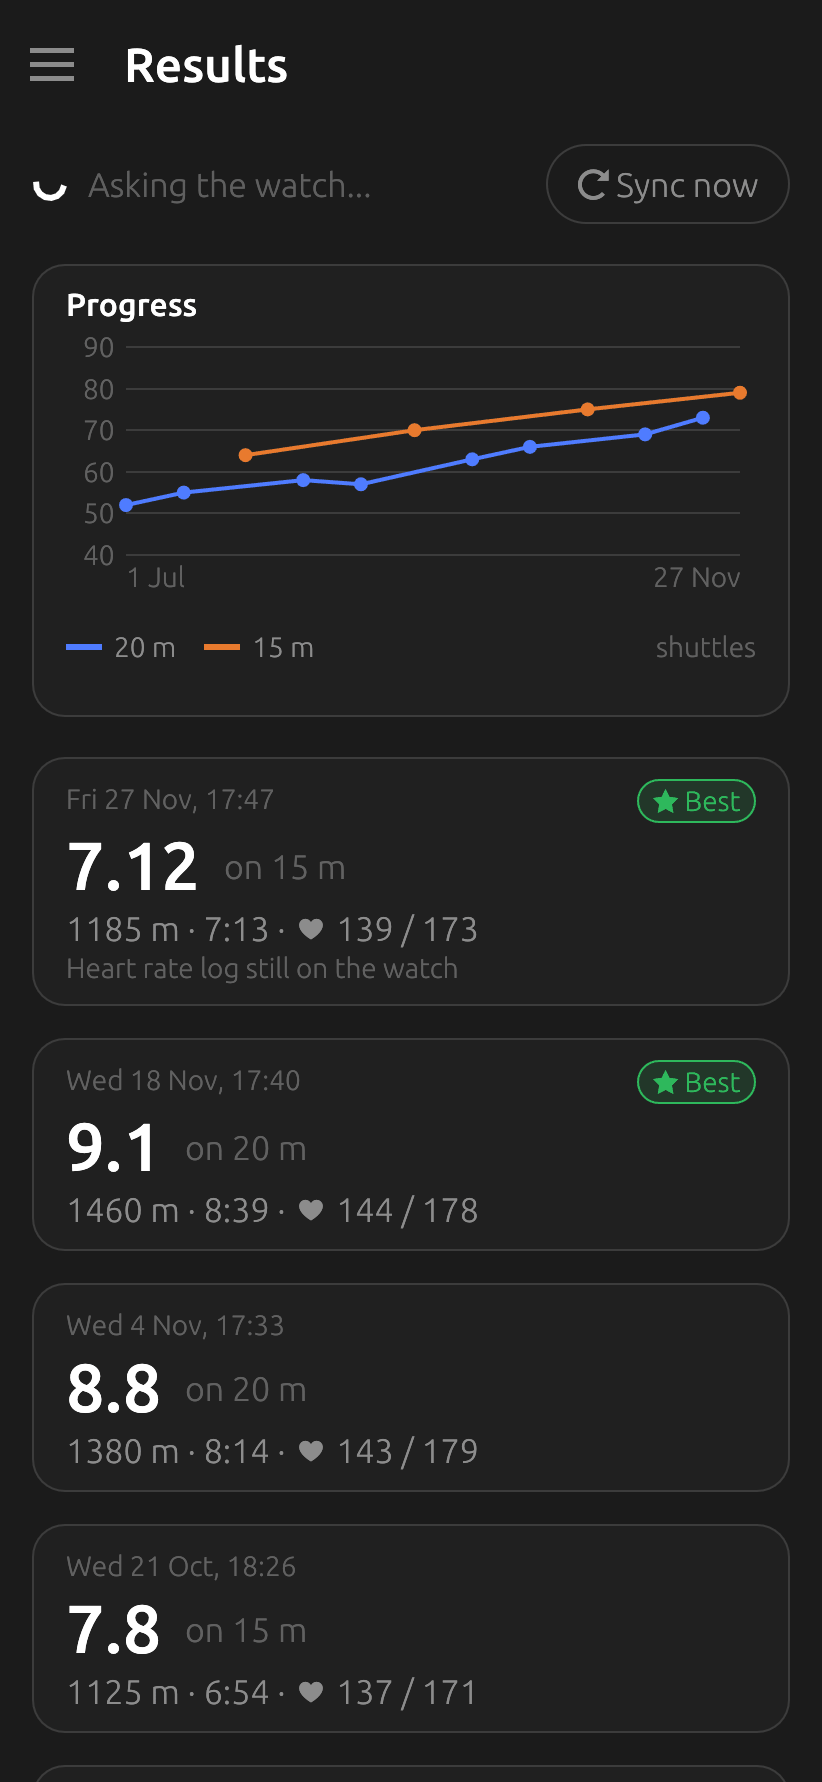 Results
Asking the watch...
Sync now
Progress
90
80
70
60
50
40
1 Jul
27 Nov
20 m
15 m
shuttles
Fri 27 Nov, 17:47
Best
7.12 on 15 m
1185 m · 7:13 · 139 / 173
Heart rate log still on the watch
Wed 18 Nov, 17:40
Best
9.1 on 20 m
1460 m · 8:39 · 144 / 178
Wed 4 Nov, 17:33
8.8 on 20 m
1380 m · 8:14 · 143 / 179
Wed 21 Oct, 18:26
7.8 on 15 m
1125 m · 6:54 · 137 / 171